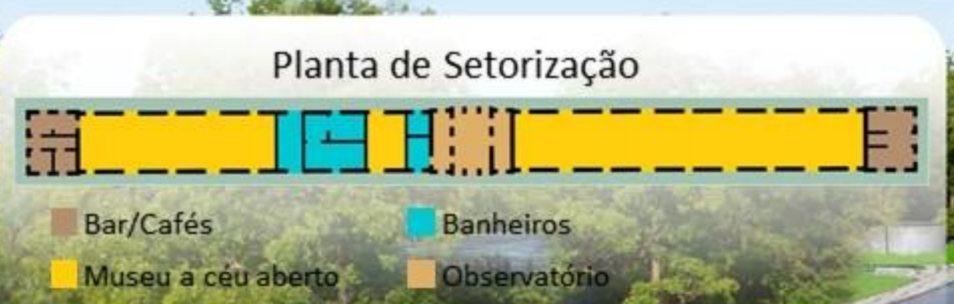 Planta de Setorização
Bar/Cafés
Banheiros
Museu a céu aberto
Observatório